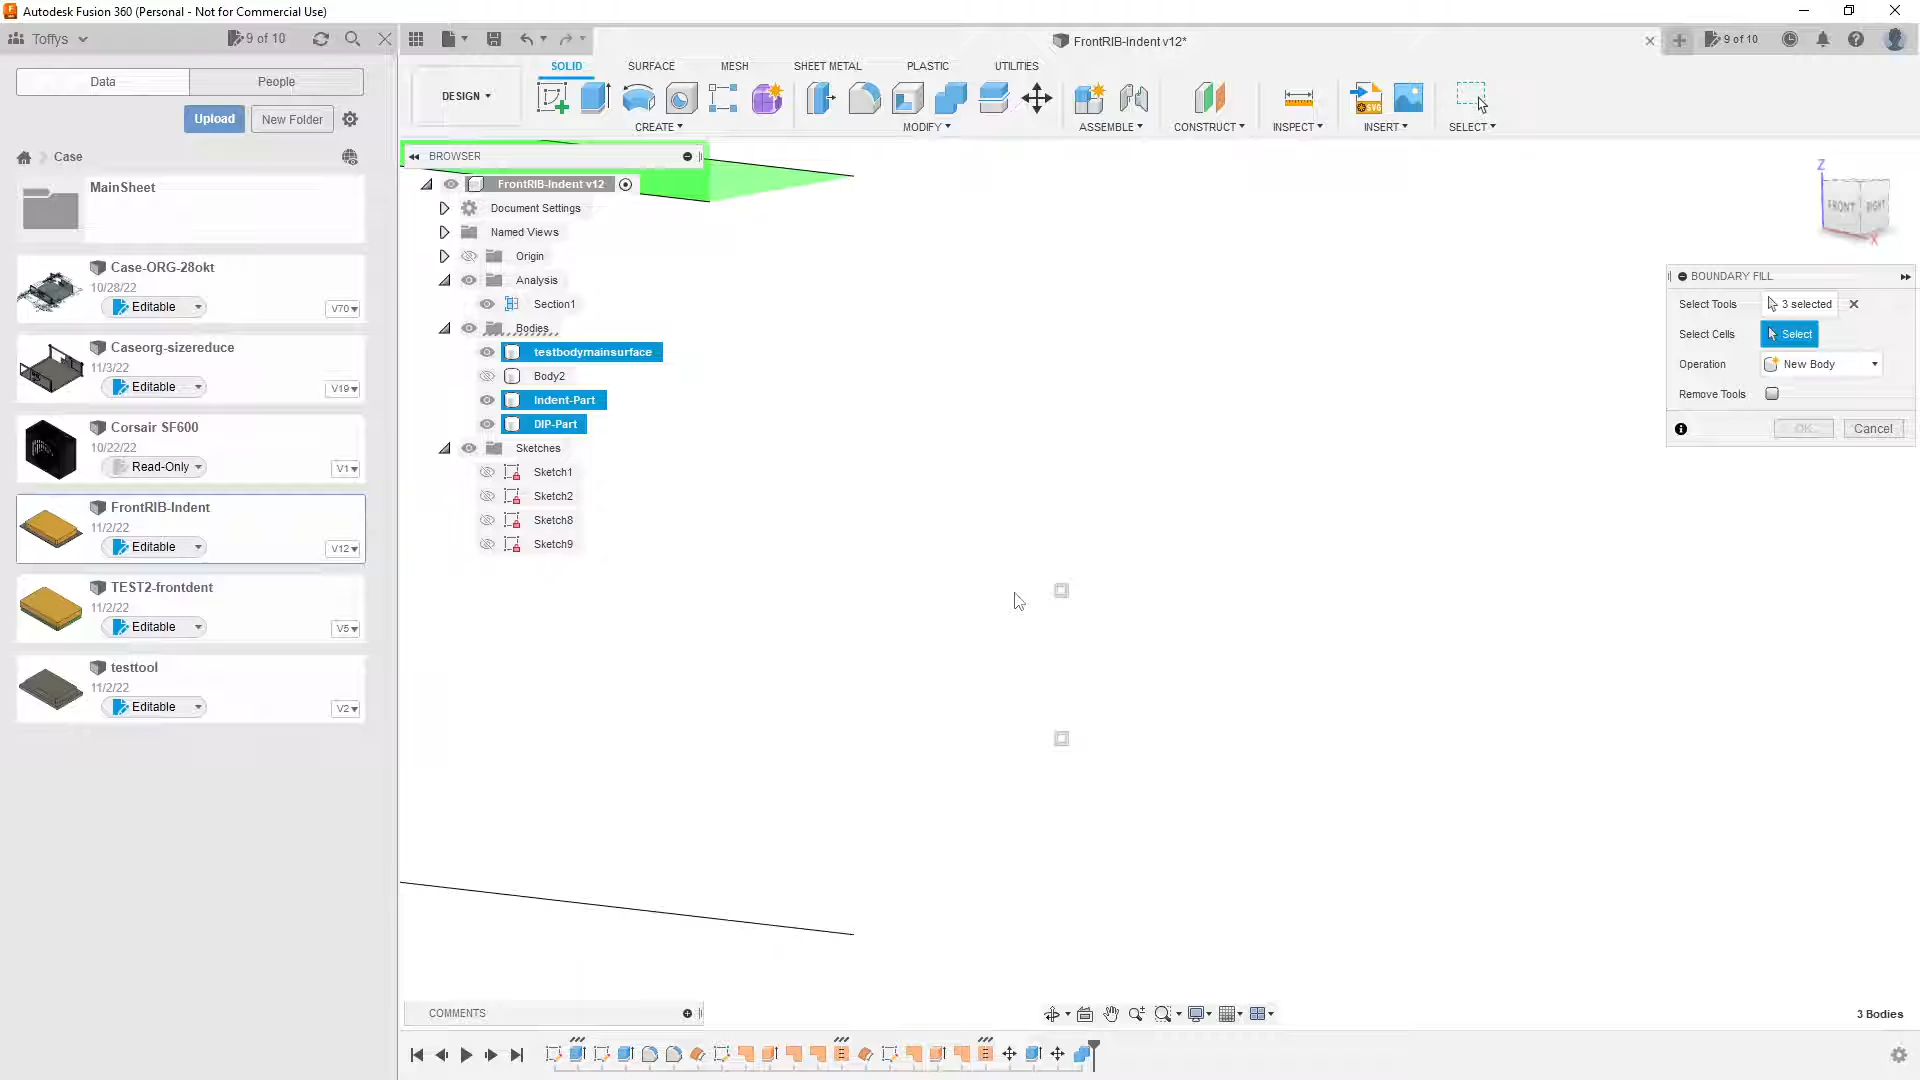 Autodesk Fusion 360 (Personal - Not for Commercial Use)
Toffys
9 of 10
FrontRIB-Indent v12*
9 of 10
Data
People
Upload
New Folder
Case
MainSheet
Case-ORG-28okt
10/28/22
Editable
V70
Caseorg-sizereduce
11/3/22
Editable
V19
Corsair SF600
10/22/22
Read-Only
V1
FrontRIB-Indent
11/2/22
Editable
V12
TEST2-frontdent
11/2/22
Editable
V5
testtool
11/2/22
Editable
V2
DESIGN
SOLID
SURFACE
MESH
SHEET METAL
PLASTIC
UTILITIES
CREATE
MODIFY
ASSEMBLE
CONSTRUCT
INSPECT
INSERT
SELECT
SVG
BROWSER
FrontRIB-Indent v12
Document Settings
Named Views
Origin
Analysis
Section1
Bodies
testbodymainsurface
Body2
Indent-Part
DIP-Part
Sketches
Sketch1
Sketch2
Sketch8
Sketch9
Z
FRONT
RIGHT
X
BOUNDARY FILL
Select Tools
3 selected
Select Cells
Select
Operation
New Body
Remove Tools
OK
Cancel
COMMENTS
3 Bodies